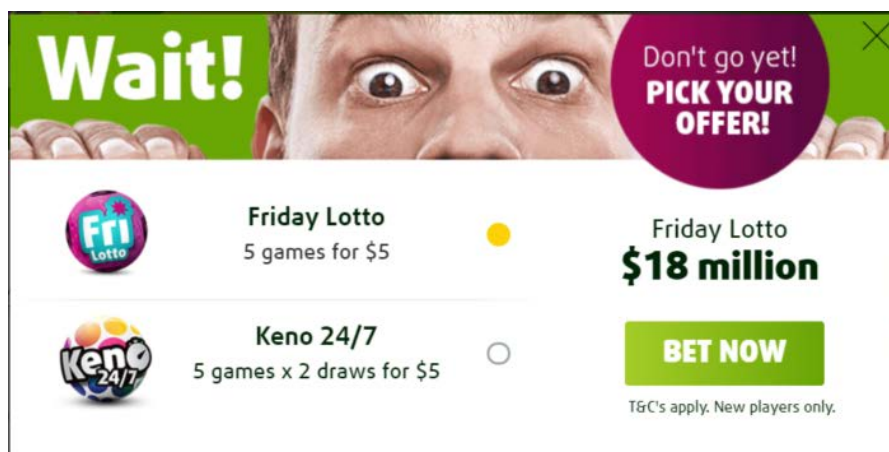 Wait!
Don't go yet!
PICK YOUR
OFFER!
Fri
Lotto
Friday Lotto
5 games for $5
Friday Lotto
$18 million
Keno
24/7
Keno 24/7
5 games x 2 draws for $5
BET NOW
T&C's apply. New players only.